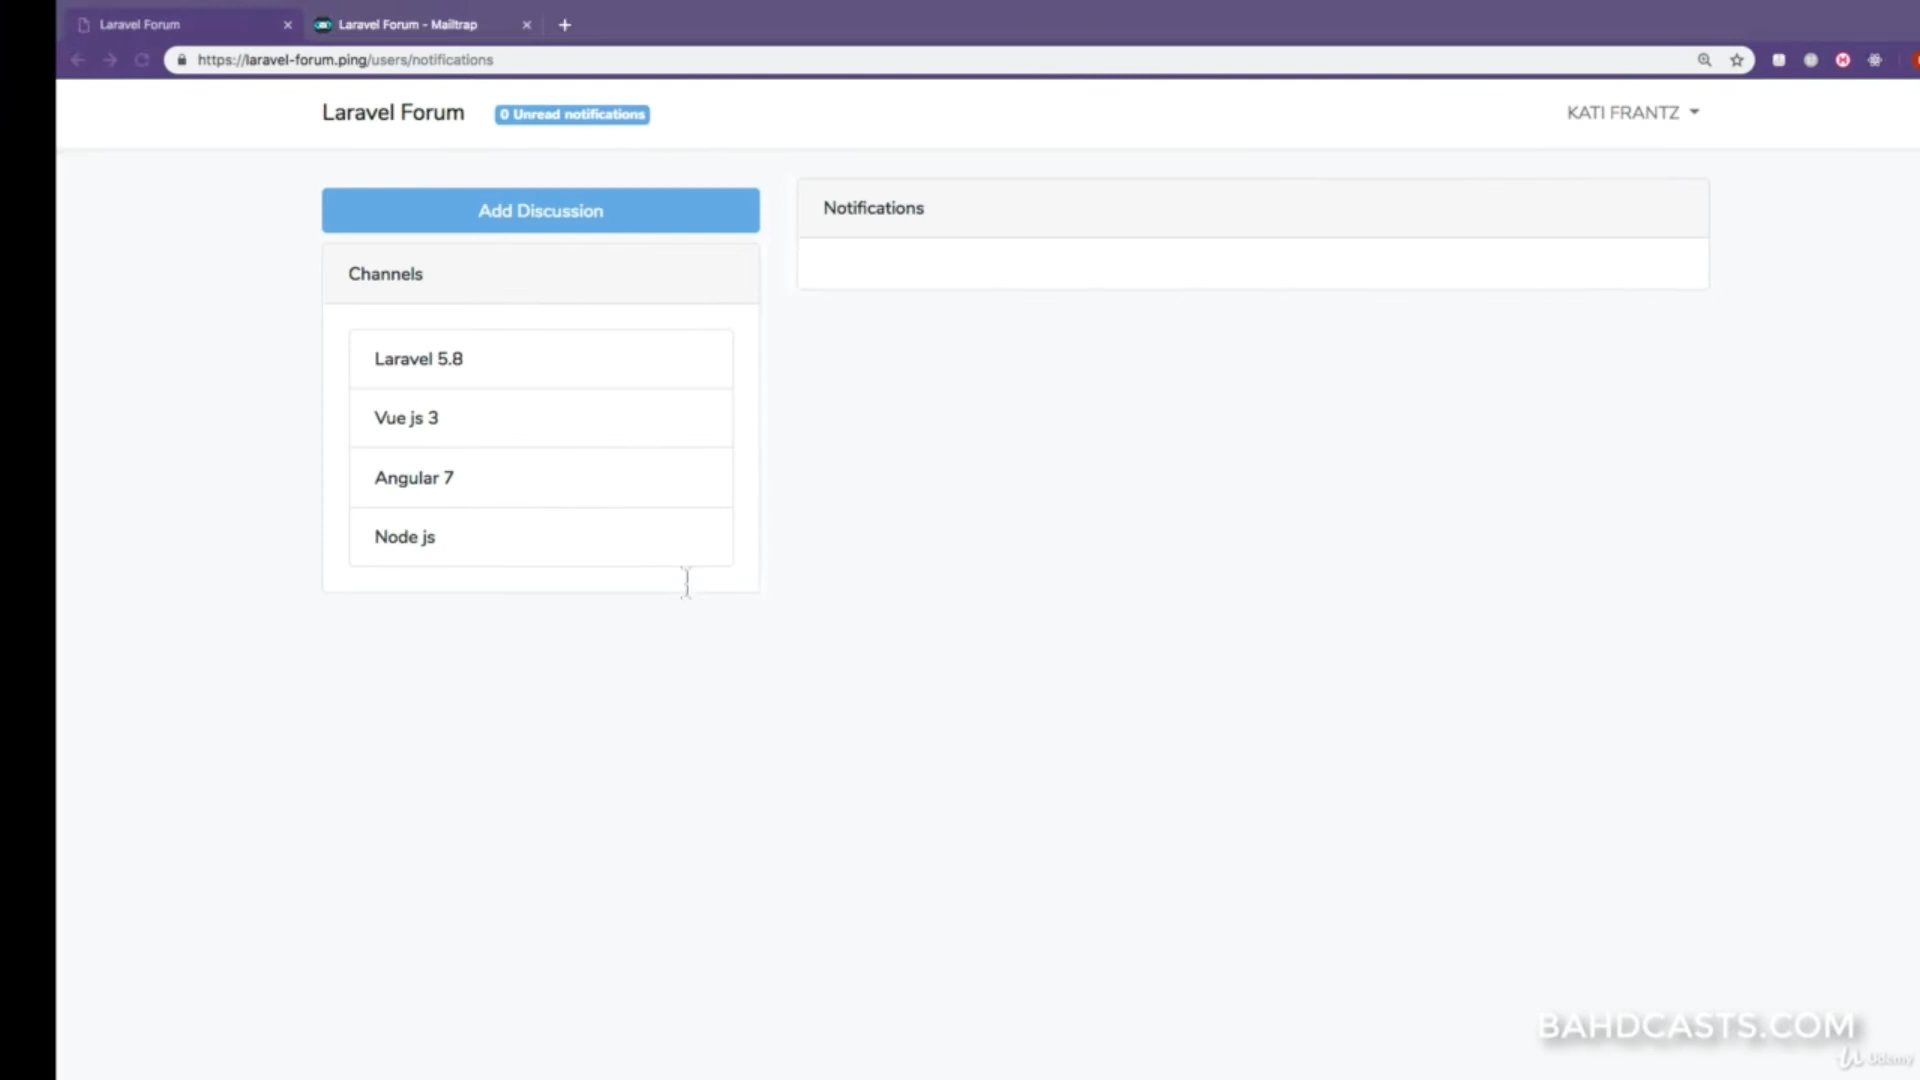 Laravel Forum
Laravel Forum - Mailtrap
https://laravel-forum.ping/users/notifications
Laravel Forum
0 Unread notifications
KATI FRANTZ
Add Discussion
Notifications
Channels
Laravel 5.8
Vue js 3
Angular 7
Node js
BAHDCASTS.COM
Udemy